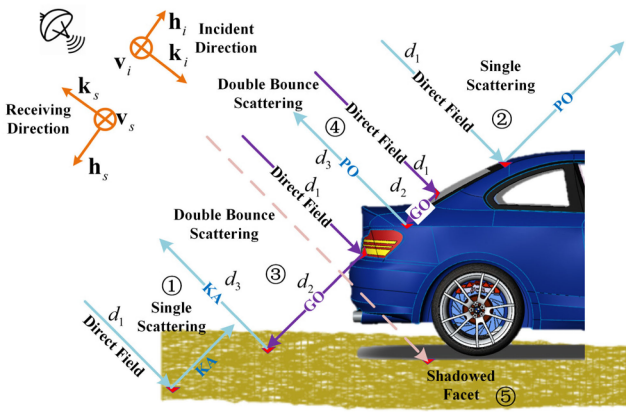 h_i
Incident
Direction
v_i
k_i
k_s
Receiving
Direction
v_s
h_s
d_1
Direct Field
Single
Scattering
②
PO
Double Bounce
Scattering
④
d_3
PO
Direct Field
d_1
d_2
GO
d_1
Direct Field
Double Bounce
Scattering
③
d_3
KA
d_2
GO
①
Single
Scattering
d_1
Direct Field
KA
Shadowed
Facet
⑤